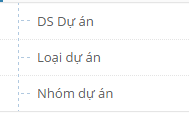 DS Dự án
Loại dự án
Nhóm dự án